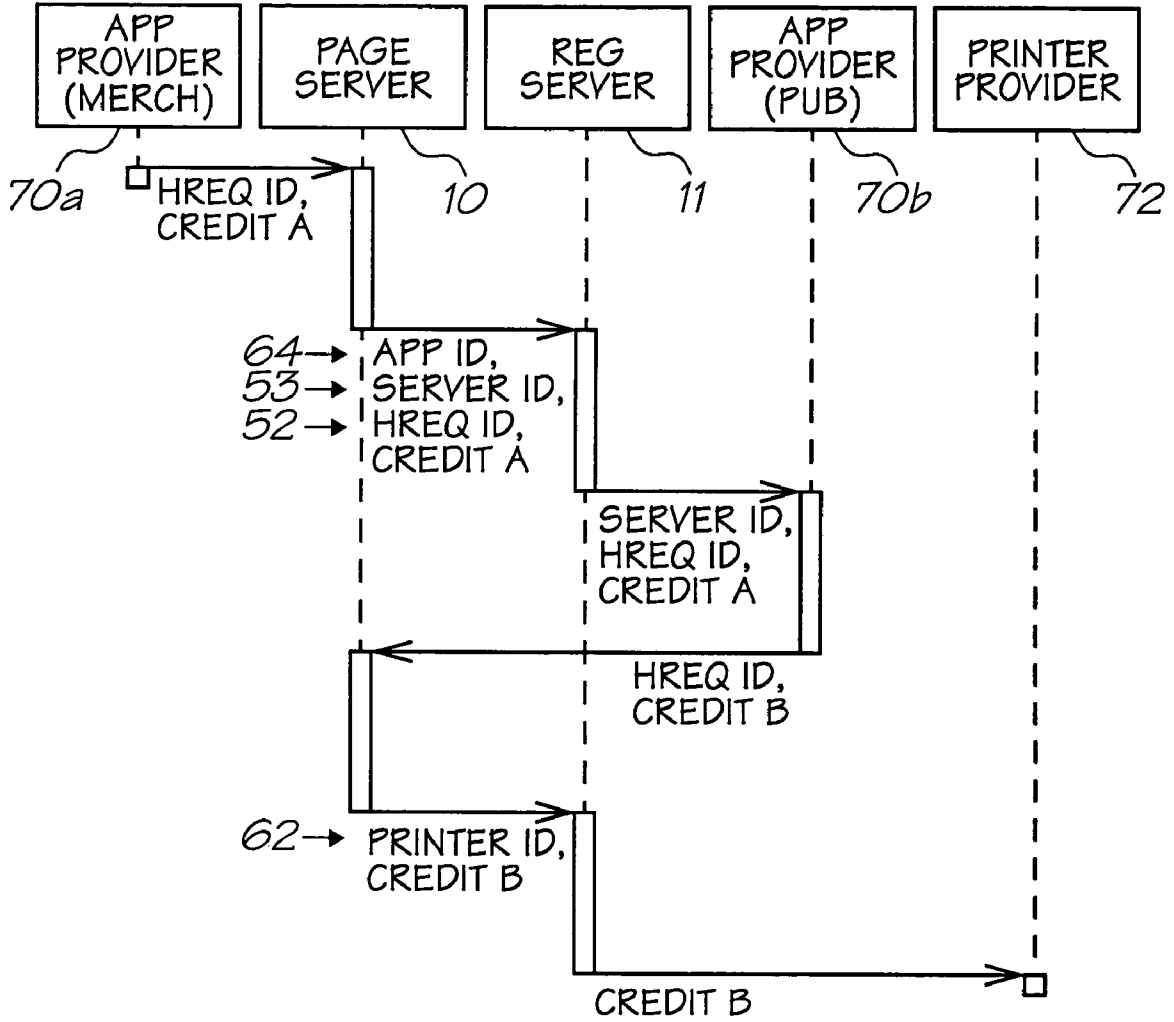 APP
PROVIDER
(MERCH)
PAGE
SERVER
REG
SERVER
APP
PROVIDER
(PUB)
PRINTER
PROVIDER
70a
10
11
70b
72
HREQ ID,
CREDIT A
64
APP ID,
53
SERVER ID,
52
HREQ ID,
CREDIT A
SERVER ID,
HREQ ID,
CREDIT A
HREQ ID,
CREDIT B
62
PRINTER ID,
CREDIT B
CREDIT B